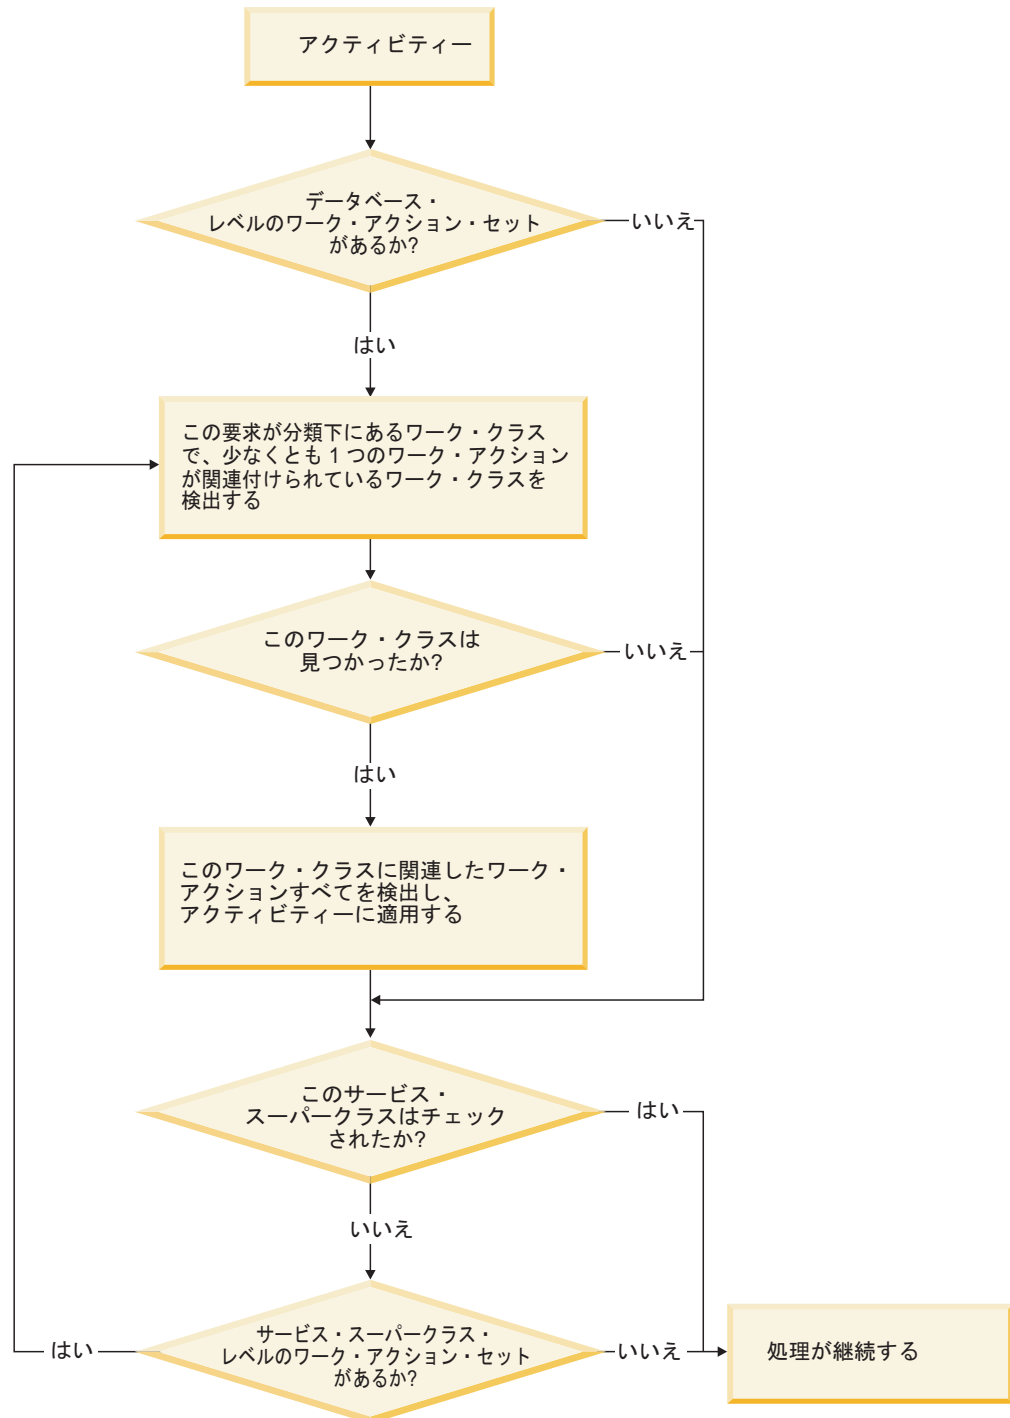 アクティビティー
データベース・
レベルのワーク・アクション・セット
があるか?
いいえ
はい
この要求が分類下にあるワーク・クラス
で、少なくとも 1 つのワーク・アクション
が関連付けられているワーク・クラスを
検出する
このワーク・クラスは
見つかったか?
いいえ
はい
このワーク・クラスに関連したワーク・
アクションすべてを検出し、
アクティビティーに適用する
このサービス・
スーパークラスはチェック
されたか?
はい
いいえ
サービス・スーパークラス・
レベルのワーク・アクション・セット
があるか?
はい
いいえ
処理が継続する